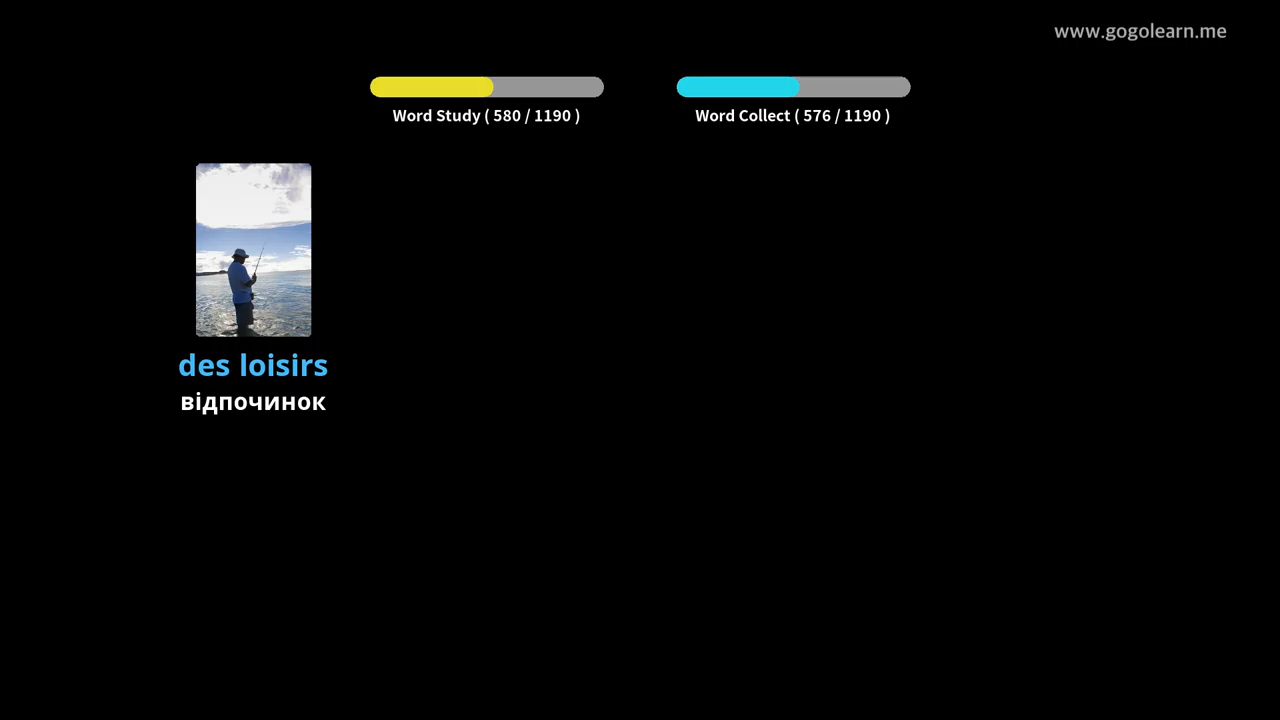 www.gogolearn.me
Word Study ( 580 / 1190 )
Word Collect ( 576 / 1190 )
des loisirs
відпочинок